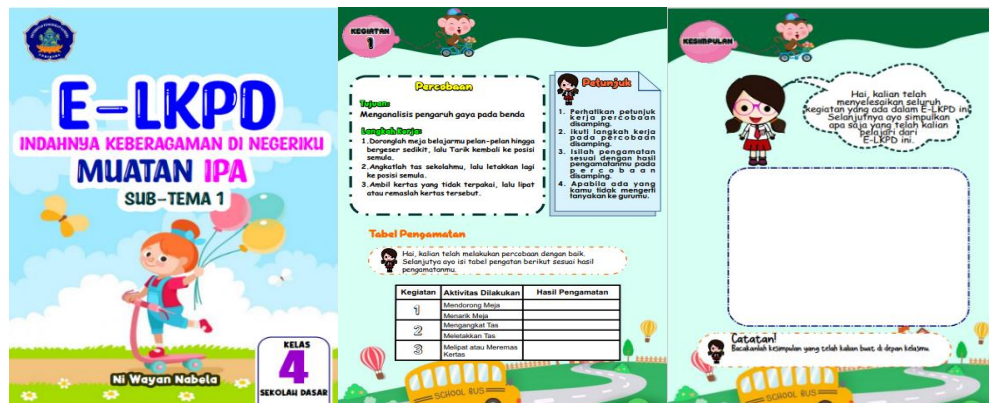 E-LKPD
INDAHNYA KEBERAGAMAN DI NEGERIKU
MUATAN IPA
SUB-TEMA 1
Ni Wayan Nabela
KELAS
4
SEKOLAH DASAR
KEGIATAN
1
Percobaan
Tujuan:
Menganalisis pengaruh gaya pada benda
Langkah Kerja:
1. Doronglah meja belajarmu pelan-pelan hingga
bergeser sedikit, lalu Tarik kembali ke posisi
semula.
2. Angkatlah tas sekolahmu, lalu letakkan lagi
ke posisi semula.
3. Ambil kertas yang tidak terpakai, lalu lipat
atau remaslah kertas tersebut.
Petunjuk
1. Perhatikan petunjuk
kerja percobaan
disamping.
2. Ikuti langkah kerja
pada percobaan
disamping.
3. Isilah pengamatan
sesuai dengan hasil
pengamatanmu pada
percobaan
disamping.
4. Apabila ada yang
kamu tidak mengerti
tanyakan ke gurumu.
Tabel Pengamatan
Hai, kalian telah melakukan percobaan dengan baik.
Selanjutya ayo isi tabel pengatan berikut sesuai hasil
pengamatanmu.
Kegiatan Aktivitas Dilakukan Hasil Pengamatan
1 Mendorong Meja
Menarik Meja
2 Mengangkat Tas
Meletakkan Tas
3 Melipat atau Meremas
Kertas
SCHOOL BUS
KESIMPULAN
Hai, kalian telah
menyelesaikan seluruh
kegiatan yang ada dalam E-LKPD ini
Selanjutnya ayo simpulkan
apa saja yang telah kalian
pelajari dari
E-LKPD ini.
Catatan!
Bacakanlah kesimpulan yang telah kalian buat di depan kelasmu
SCHOOL BUS